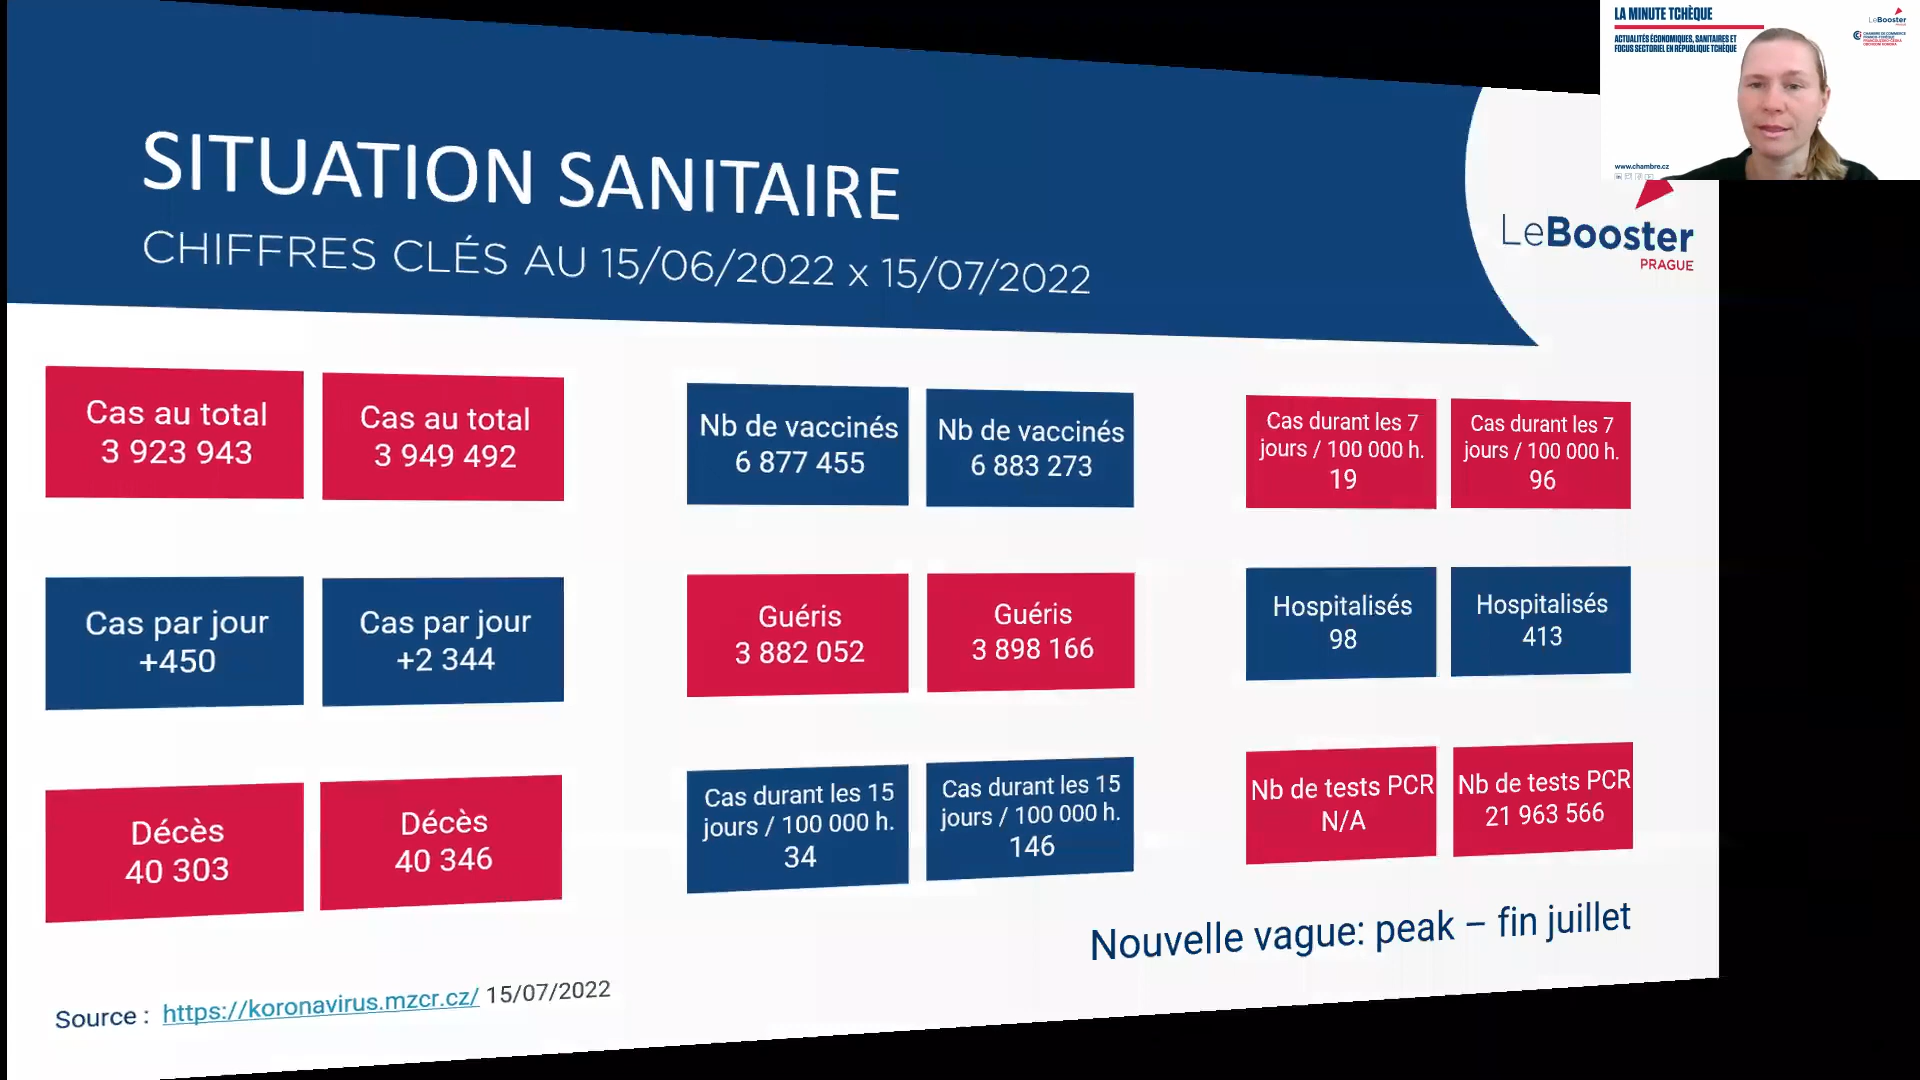 SITUATION SANITAIRE
CHIFFRES CLÉS AU 15/06/2022 x 15/07/2022
LeBooster
PRAGUE
LA MINUTE TCHÈQUE
ACTUALITÉS ÉCONOMIQUES, SANITAIRES ET
FOCUS SECTORIEL EN RÉPUBLIQUE TCHÈQUE
LeBooster
www.chambre.cz
Cas au total
3 923 943
Cas au total
3 949 492
Nb de vaccinés
6 877 455
Nb de vaccinés
6 883 273
Cas durant les 7
jours / 100 000 h.
19
Cas durant les 7
jours / 100 000 h.
96
Cas par jour
+450
Cas par jour
+2 344
Guéris
3 882 052
Guéris
3 898 166
Hospitalisés
98
Hospitalisés
413
Décès
40 303
Décès
40 346
Cas durant les 15
jours / 100 000 h.
34
Cas durant les 15
jours / 100 000 h.
146
Nb de tests PCR
N/A
Nb de tests PCR
21 963 566
Nouvelle vague: peak – fin juillet
Source : https://koronavirus.mzcr.cz/ 15/07/2022